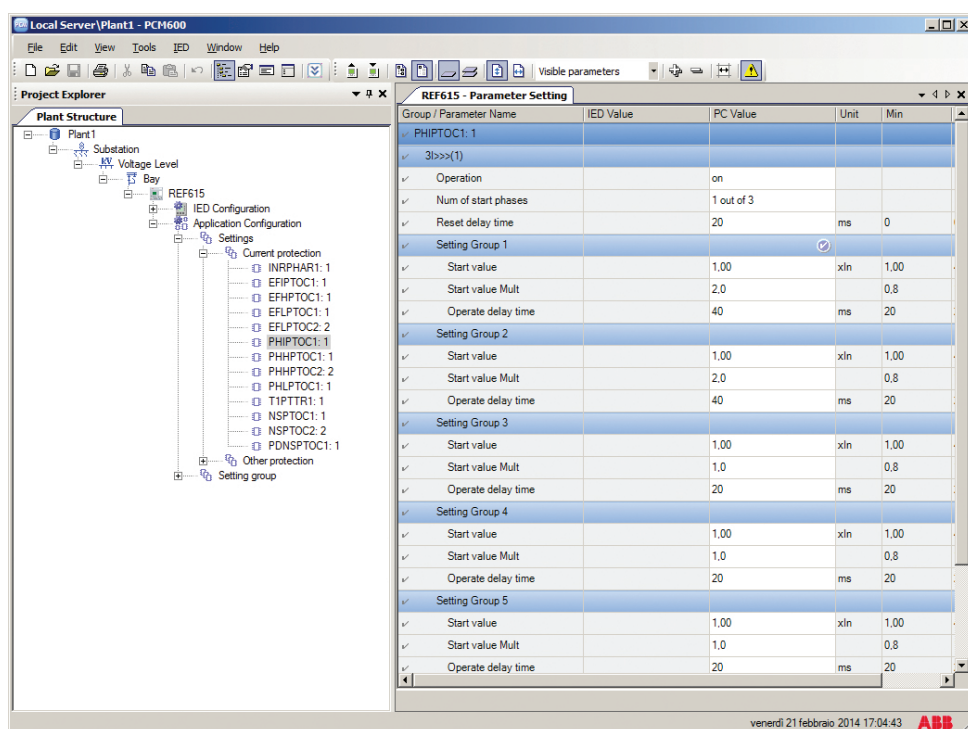 Local Server\Plant1 - PCM600
File Edit View Tools IED Window Help
Visible parameters
Project Explorer
Plant Structure
Plant1
Substation
Voltage Level
Bay
REF615
IED Configuration
Application Configuration
Settings
Current protection
INRPHAR1: 1
EFIPTOC1: 1
EFHPTOC1: 1
EFLPTOC1: 1
EFLPTOC2: 2
PHIPTOC1: 1
PHHPTOC1: 1
PHHPTOC2: 2
PHLPTOC1: 1
T1PTTR1: 1
NSPTOC1: 1
NSPTOC2: 2
PDNSPTOC1: 1
Other protection
Setting group
REF615 - Parameter Setting
Group / Parameter Name IED Value PC Value Unit Min
PHIPTOC1: 1
3I>>>(1)
Operation on
Num of start phases 1 out of 3
Reset delay time 20 ms 0
Setting Group 1
Start value 1,00 xIn 1,00
Start value Mult 2,0 0,8
Operate delay time 40 ms 20
Setting Group 2
Start value 1,00 xIn 1,00
Start value Mult 2,0 0,8
Operate delay time 40 ms 20
Setting Group 3
Start value 1,00 xIn 1,00
Start value Mult 1,0 0,8
Operate delay time 20 ms 20
Setting Group 4
Start value 1,00 xIn 1,00
Start value Mult 1,0 0,8
Operate delay time 20 ms 20
Setting Group 5
Start value 1,00 xIn 1,00
Start value Mult 1,0 0,8
Operate delay time 20 ms 20
venerdì 21 febbraio 2014 17:04:43 ABB